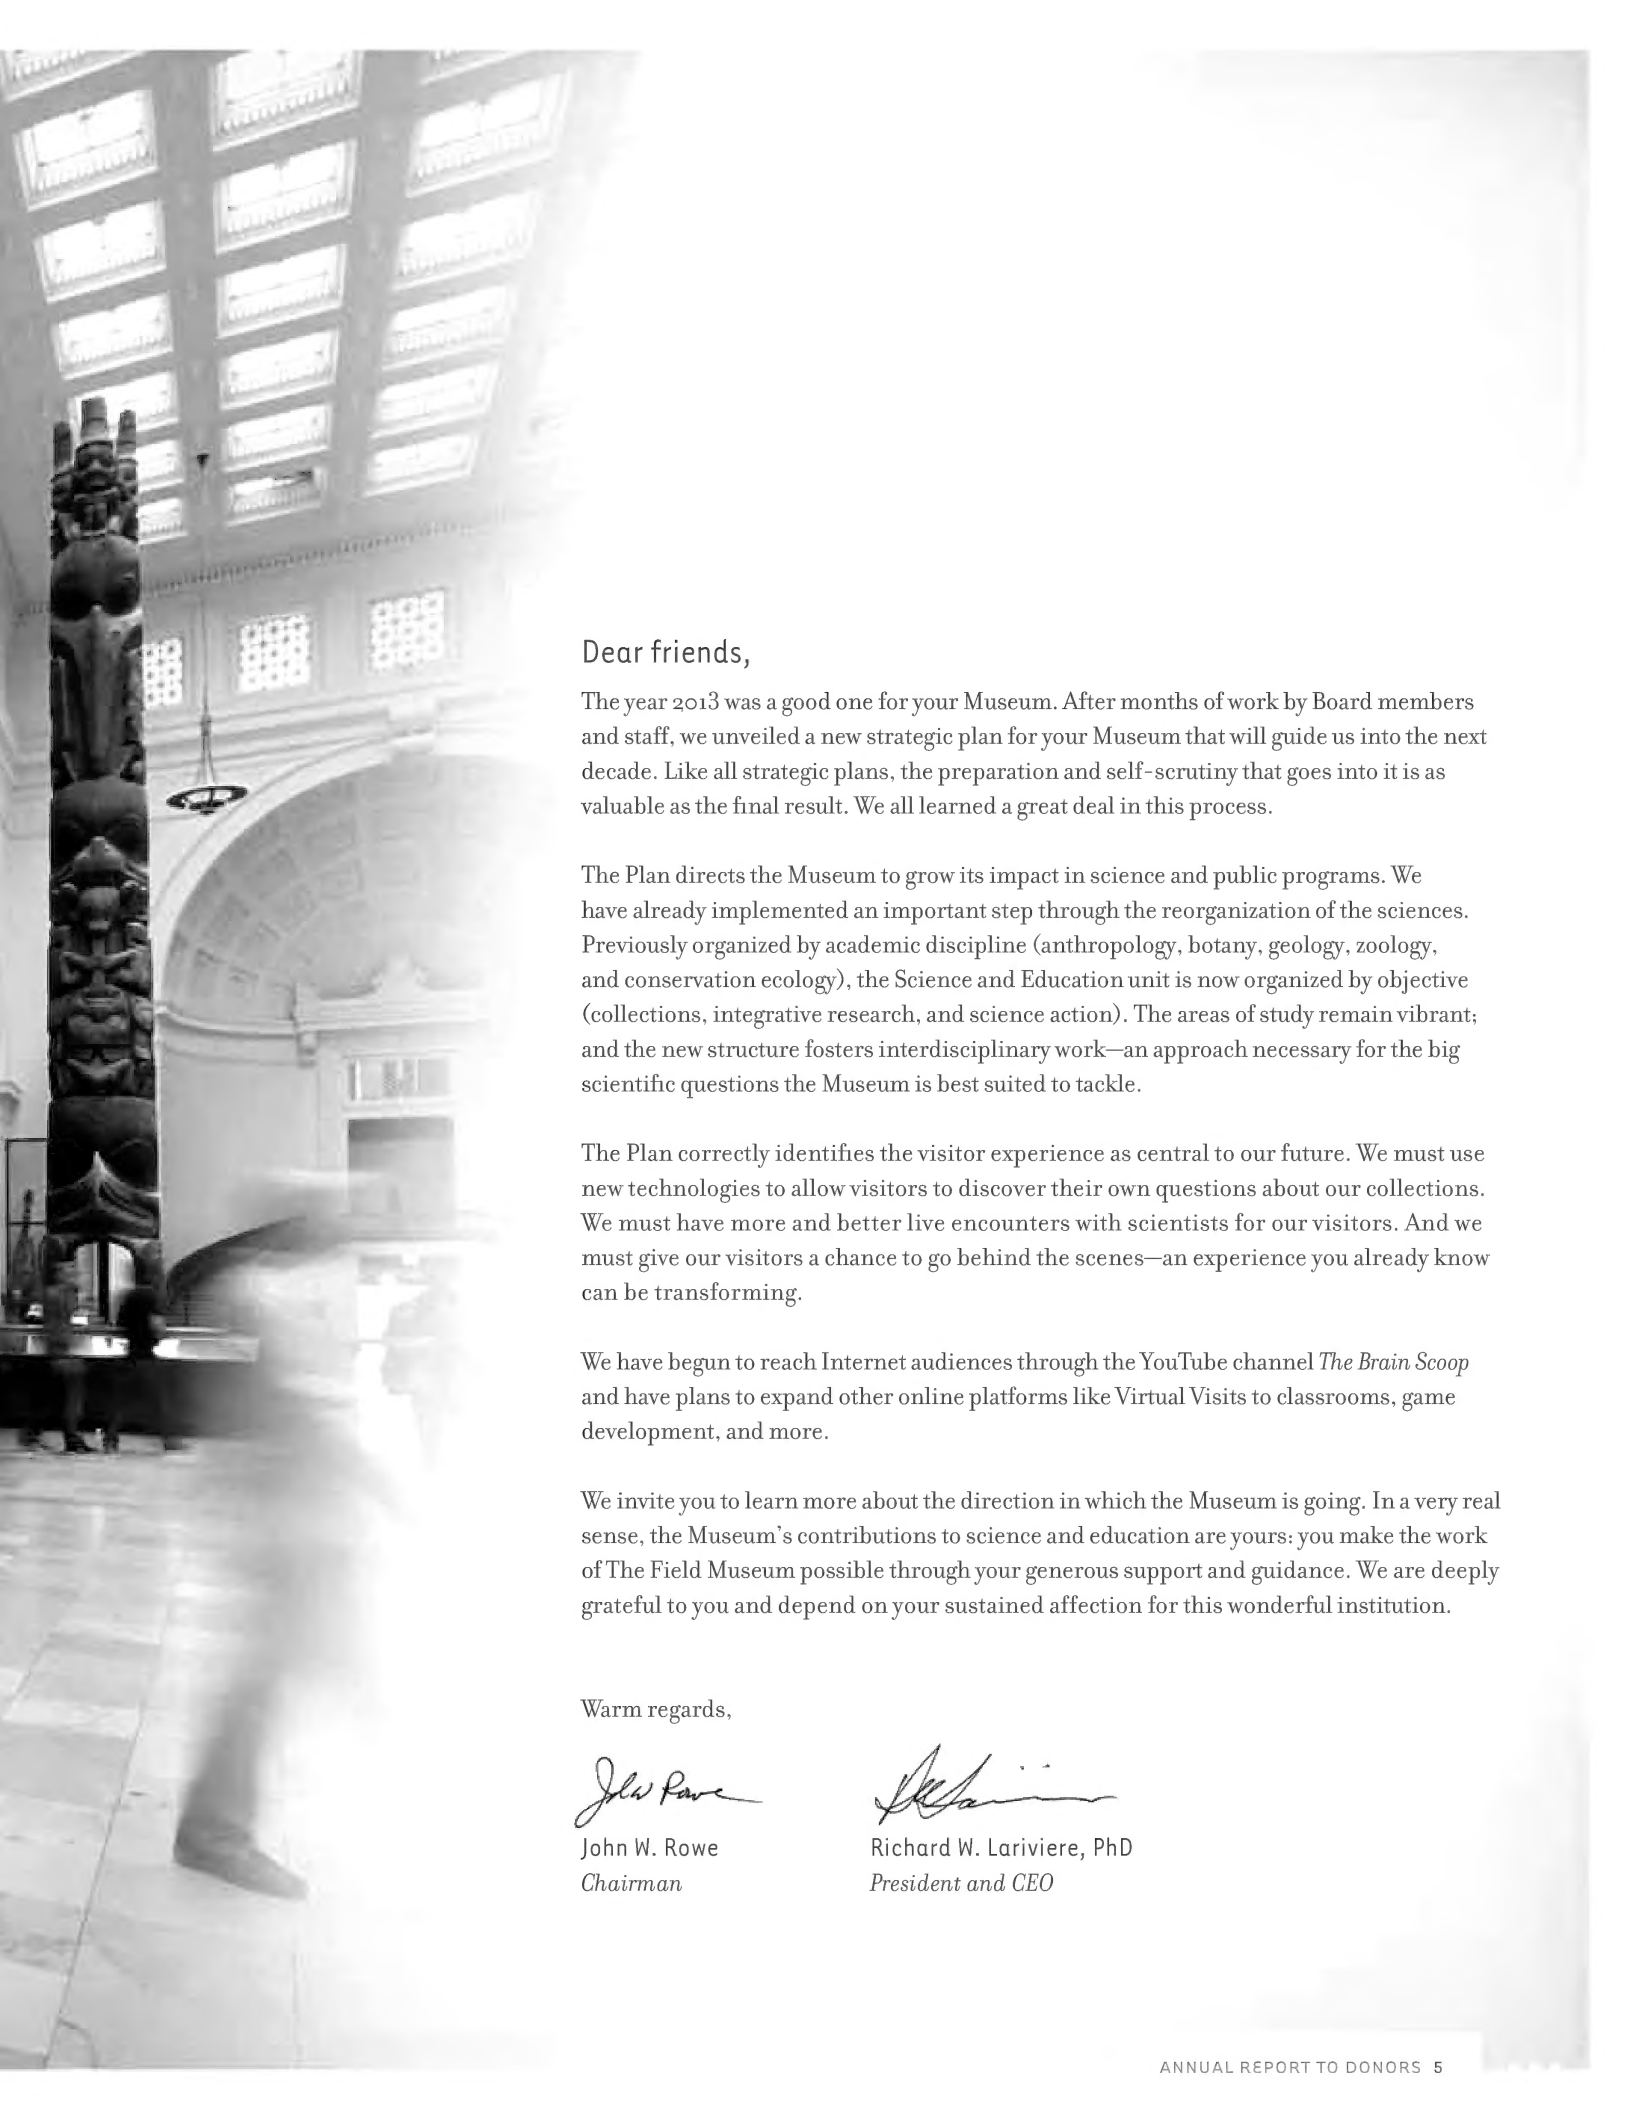 Dear friends,
The year 2013 was a good one for your Museum. After months of work by Board members
and staff, we unveiled a new strategic plan for your Museum that will guide us into the next
decade. Like all strategic plans, the preparation and self-scrutiny that goes into it is as
valuable as the final result. We all learned a great deal in this process.
The Plan directs the Museum to grow its impact in science and public programs. We
have already implemented an important step through the reorganization of the sciences.
Previously organized by academic discipline (anthropology, botany, geology, zoology,
and conservation ecology), the Science and Education unit is now organized by objective
(collections, integrative research, and science action). The areas of study remain vibrant;
and the new structure fosters interdisciplinary work—an approach necessary for the big
scientific questions the Museum is best suited to tackle.
The Plan correctly identifies the visitor experience as central to our future. We must use
new technologies to allow visitors to discover their own questions about our collections.
We must have more and better live encounters with scientists for our visitors. And we
must give our visitors a chance to go behind the scenes—an experience you already know
can be transforming.
We have begun to reach Internet audiences through the YouTube channel The Brain Scoop
and have plans to expand other online platforms like Virtual Visits to classrooms, game
development, and more.
We invite you to learn more about the direction in which the Museum is going. In a very real
sense, the Museum's contributions to science and education are yours: you make the work
of The Field Museum possible through your generous support and guidance. We are deeply
grateful to you and depend on your sustained affection for this wonderful institution.
Warm regards,
John Rowe
John W. Rowe
Chairman
Richard W. Lariviere, PhD
President and CEO
ANNUAL REPORT TO DONORS 5